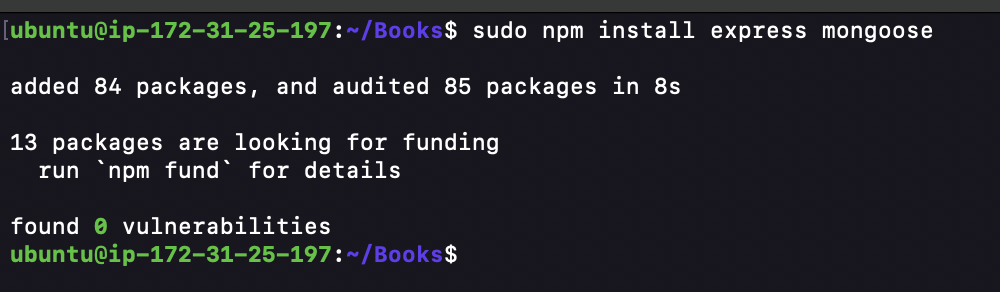 [ubuntu@ip-172-31-25-197:~/Books$ sudo npm install express mongoose
added 84 packages, and audited 85 packages in 8s
13 packages are looking for funding
  run `npm fund` for details
found 0 vulnerabilities
ubuntu@ip-172-31-25-197:~/Books$